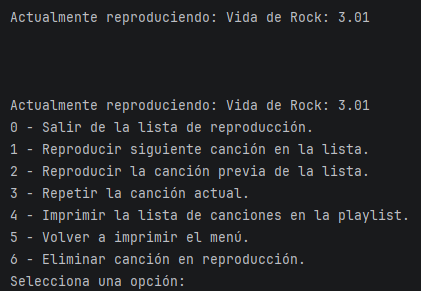 Actualmente reproduciendo: Vida de Rock: 3.01
Actualmente reproduciendo: Vida de Rock: 3.01
0 - Salir de la lista de reproducción.
1 - Reproducir siguiente canción en la lista.
2 - Reproducir la canción previa de la lista.
3 - Repetir la canción actual.
4 - Imprimir la lista de canciones en la playlist.
5 - Volver a imprimir el menú.
6 - Eliminar canción en reproducción.
Selecciona una opción: